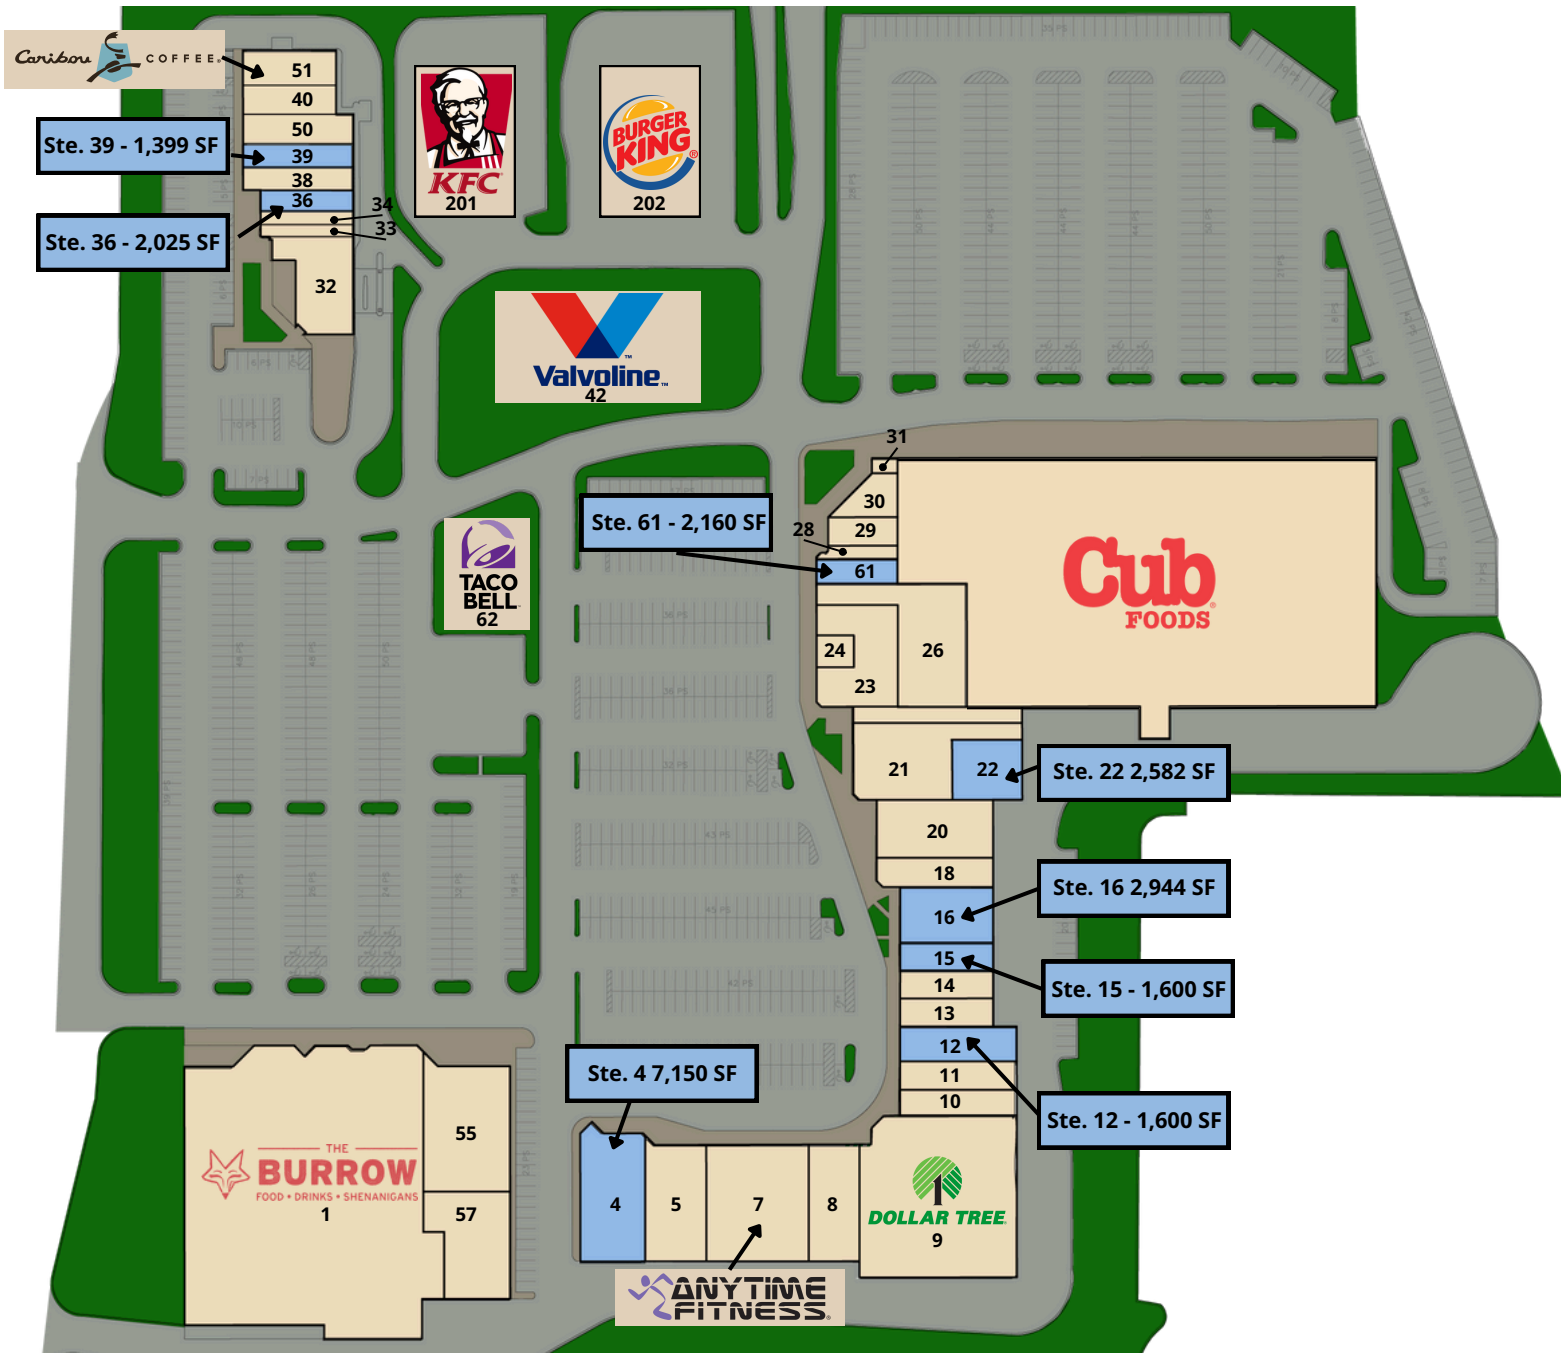 Caribou COFFEE
51
40
50
39
38
36
34
33
32
Ste. 39 - 1,399 SF
Ste. 36 - 2,025 SF
KFC
201
BURGER KING®
202
Valvoline™
42
TACO
BELL
62
31
30
29
28
61
Ste. 61 - 2,160 SF
Cub
FOODS
24
26
23
21
22
Ste. 22 2,582 SF
20
18
16
Ste. 16 2,944 SF
15
Ste. 15 - 1,600 SF
14
13
12
Ste. 12 - 1,600 SF
11
10
Ste. 4 7,150 SF
4
5
7
8
DOLLAR TREE
9
ANYTIME
FITNESS®
THE
BURROW
FOOD • DRINKS • SHENANIGANS
1
55
57